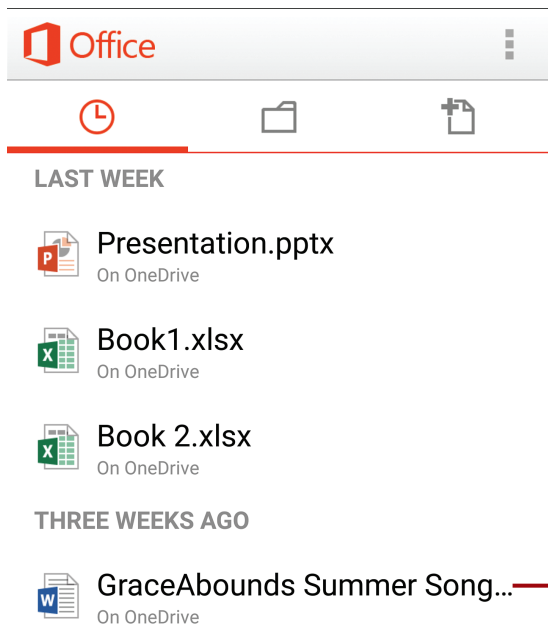 Office
LAST WEEK
P
Presentation.pptx
On OneDrive
X
Book1.xlsx
On OneDrive
X
Book 2.xlsx
On OneDrive
THREE WEEKS AGO
W
GraceAbounds Summer Song...
On OneDrive